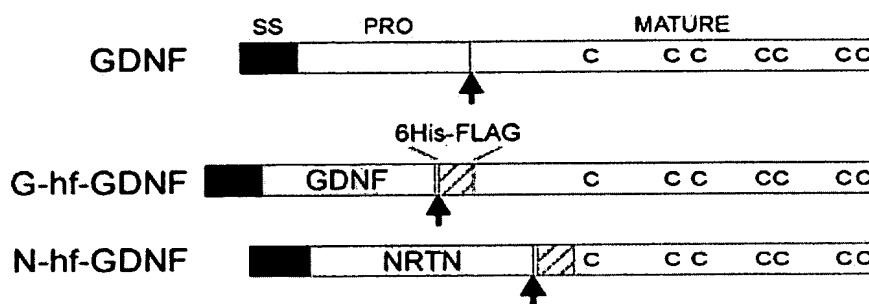 SS PRO MATURE
GDNF C C C CC CC
6His-FLAG
G-hf-GDNF GDNF C C C CC CC
N-hf-GDNF NRTN C C C CC CC